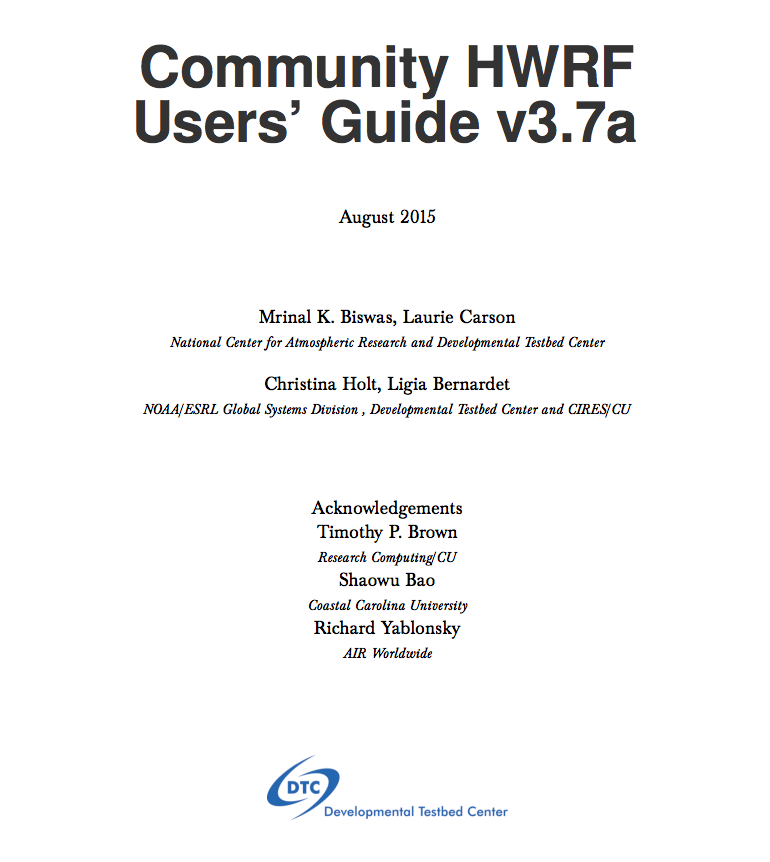 Community HWRF
Users’ Guide v3.7a
August 2015
Mrinal K. Biswas, Laurie Carson
National Center for Atmospheric Research and Developmental Testbed Center
Christina Holt, Ligia Bernardet
NOAA/ESRL Global Systems Division , Developmental Testbed Center and CIRES/CU
Acknowledgements
Timothy P. Brown
Research Computing/CU
Shaowu Bao
Coastal Carolina University
Richard Yablonsky
AIR Worldwide
DTC
Developmental Testbed Center